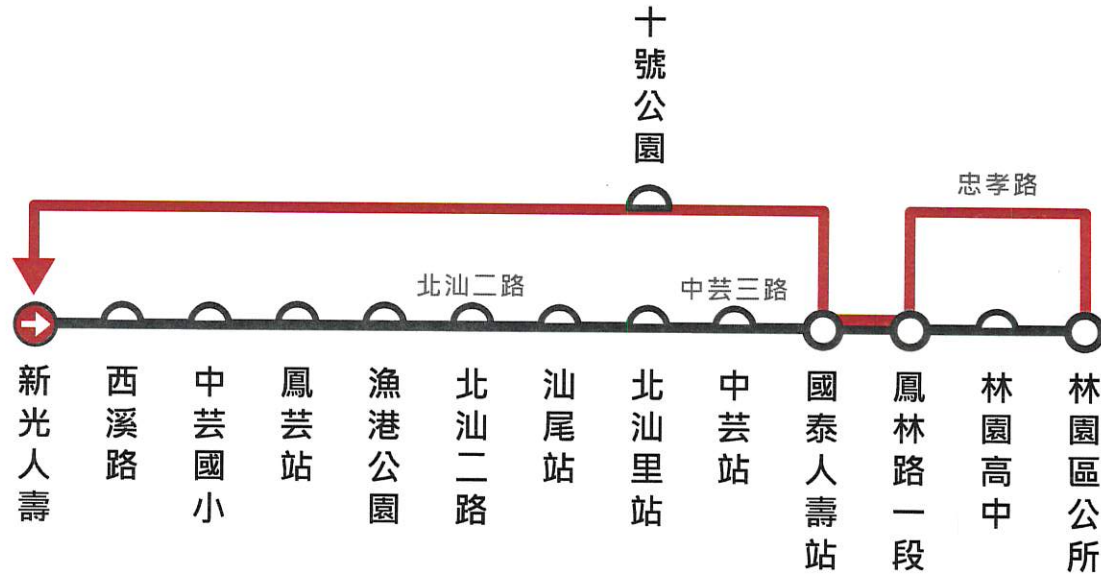 十號公園
忠孝路
北汕二路
中芸三路
新光人壽
西溪路
中芸國小
鳳芸站
漁港公園
北汕二路
汕尾站
北汕里站
中芸站
國泰人壽站
鳳林路一段
林園高中
林園區公所